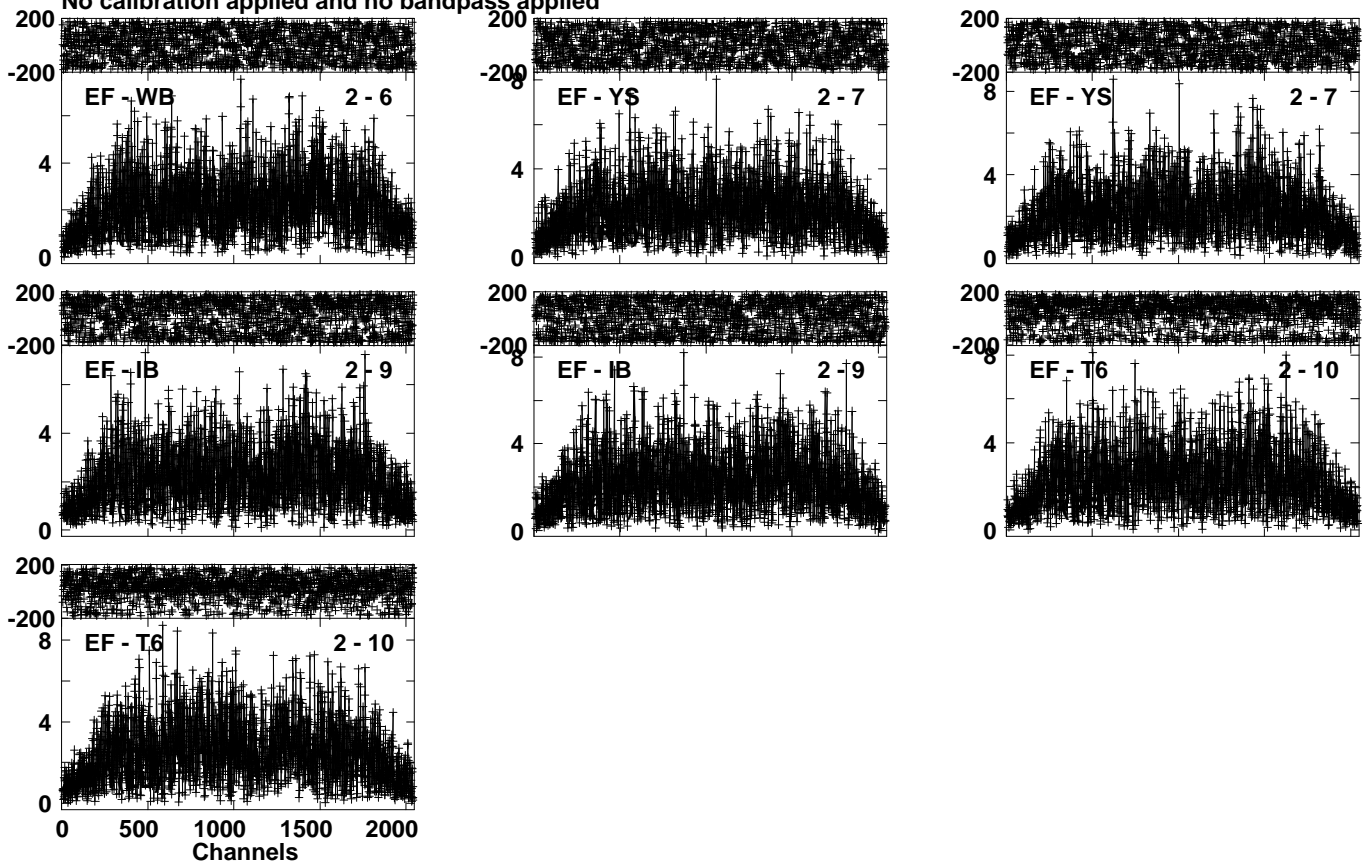 No calibration applied and no bandpass applied
200 200 200
-200 -200 -200
8 8
EF - WB 2 - 6 EF - YS 2 - 7 EF - YS 2 - 7
4 4 4
0 0 0
200 200 200
-200 -200 -200
8 8
EF - IB 2 - 9 EF - IB 2 - 9 EF - T6 2 - 10
4 4 4
0 0 0
200
-200
8
EF - T6 2 - 10
4
0
0 500 1000 1500 2000
Channels